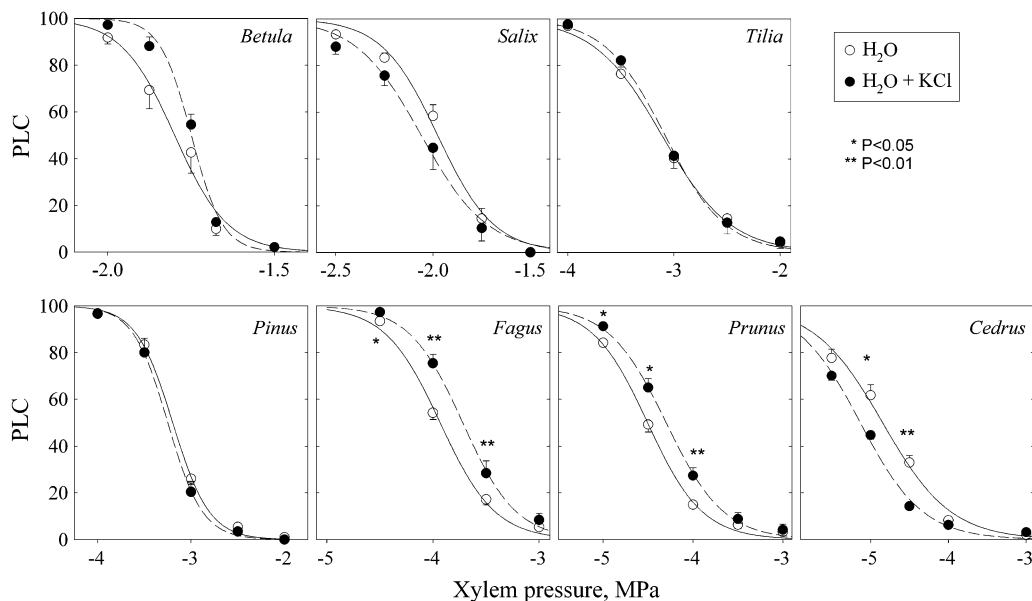 100
80
60
40
20
0
PLC
Betula
-2.0
-1.5
Salix
-2.5
-2.0
-1.5
Tilia
-4
-3
-2
H₂O
H₂O + KCl
* P<0.05
** P<0.01
100
80
60
40
20
0
PLC
Pinus
-4
-3
-2
Fagus
*
**
**
-5
-4
-3
Prunus
*
*
**
-5
-4
-3
Cedrus
*
**
-5
-4
-3
Xylem pressure, MPa